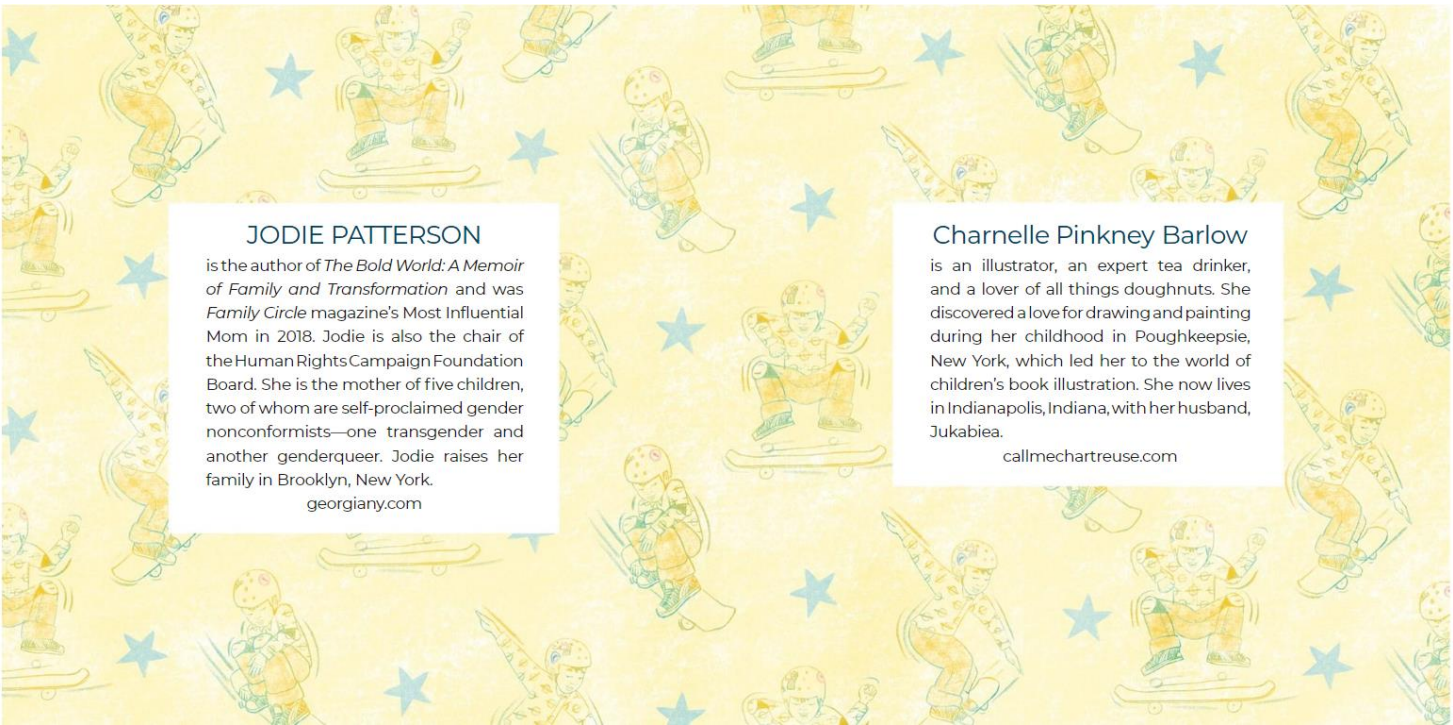 JODIE PATTERSON
is the author of The Bold World: A Memoir
of Family and Transformation and was
Family Circle magazine's Most Influential
Mom in 2018. Jodie is also the chair of
the Human Rights Campaign Foundation
Board. She is the mother of five children,
two of whom are self-proclaimed gender
nonconformists—one transgender and
another genderqueer. Jodie raises her
family in Brooklyn, New York.
georgiany.com
Charnelle Pinkney Barlow
is an illustrator, an expert tea drinker,
and a lover of all things doughnuts. She
discovered a love for drawing and painting
during her childhood in Poughkeepsie,
New York, which led her to the world of
children's book illustration. She now lives
in Indianapolis, Indiana, with her husband,
Jukabiea.
callmechartreuse.com